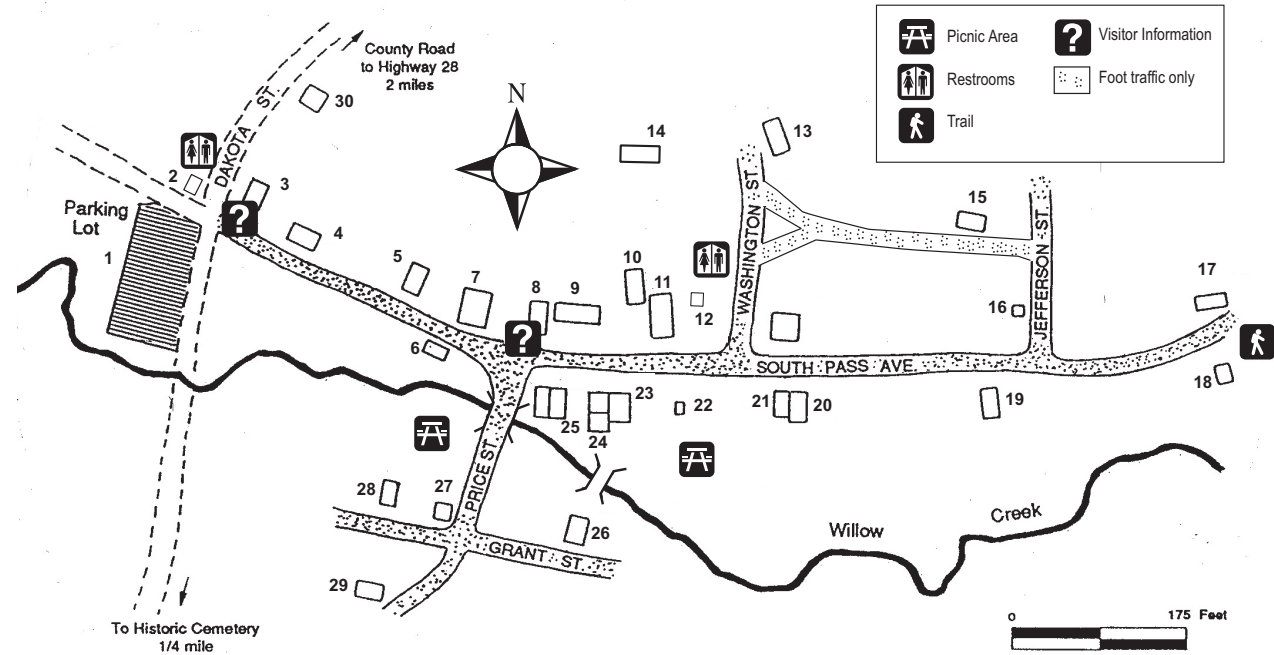 Picnic Area
Visitor Information
Restrooms
Foot traffic only
Trail
County Road
to Highway 28
2 miles
N
DAKOTA ST.
30
14
13
2
3
Parking
Lot
1
4
5
7
8
9
10
11
12
6
WASHINGTON ST.
15
16
JEFFERSON ST.
17
18
SOUTH PASS AVE.
25
24
23
22
21
20
19
PRICE ST.
28
27
26
GRANT ST.
29
Willow
Creek
To Historic Cemetery
1/4 mile
0
175 Feet
?
?
?